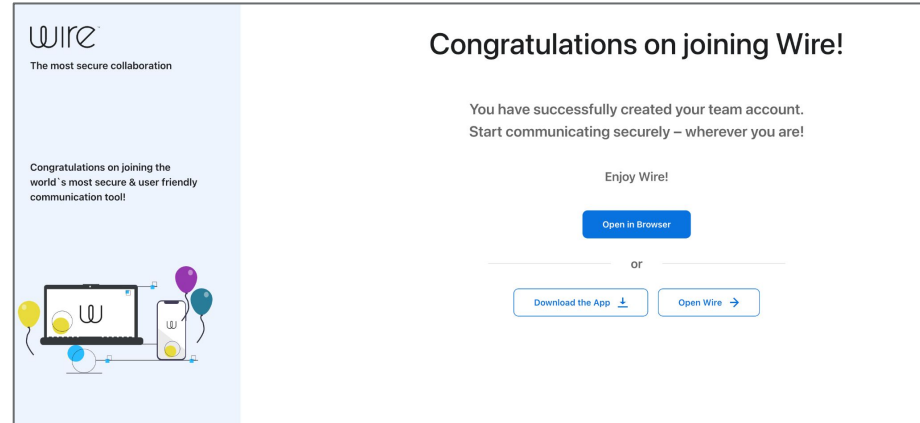 wire™
The most secure collaboration
Congratulations on joining the
world`s most secure & user friendly
communication tool!
W
W
Congratulations on joining Wire!
You have successfully created your team account.
Start communicating securely – wherever you are!
Enjoy Wire!
Open in Browser
or
Download the App
Open Wire